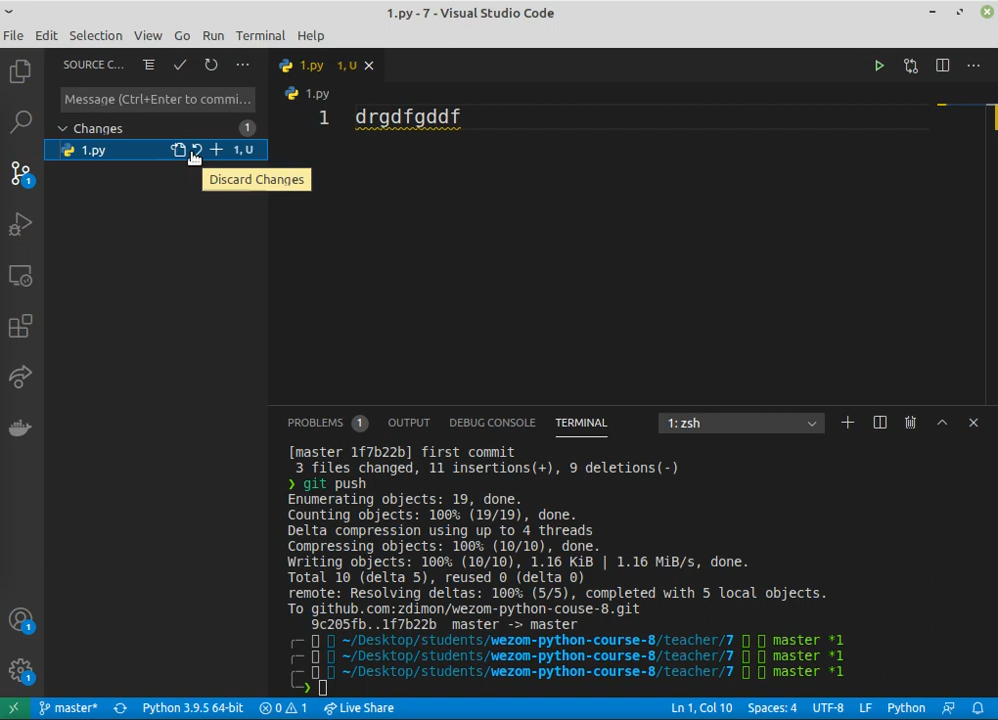 1.py - 7 - Visual Studio Code
File Edit Selection View Go Run Terminal Help
SOURCE C...
1.py 1, U
Message (Ctrl+Enter to commi...
1.py
1 drgdfgddf
Changes 1
1.py 1, U
Discard Changes
1
PROBLEMS 1 OUTPUT DEBUG CONSOLE TERMINAL 1: zsh
[master 1f7b22b] first commit
3 files changed, 11 insertions(+), 9 deletions(-)
❯ git push
Enumerating objects: 19, done.
Counting objects: 100% (19/19), done.
Delta compression using up to 4 threads
Compressing objects: 100% (10/10), done.
Writing objects: 100% (10/10), 1.16 KiB | 1.16 MiB/s, done.
Total 10 (delta 5), reused 0 (delta 0)
remote: Resolving deltas: 100% (5/5), completed with 5 local objects.
To github.com:zdimon/wezom-python-couse-8.git
9c205fb..1f7b22b master -> master
~/Desktop/students/wezom-python-course-8/teacher/7 master *1
~/Desktop/students/wezom-python-course-8/teacher/7 master *1
~/Desktop/students/wezom-python-course-8/teacher/7 master *1
❯
1
1
master* Python 3.9.5 64-bit 0 1 Live Share Ln 1, Col 10 Spaces: 4 UTF-8 LF Python